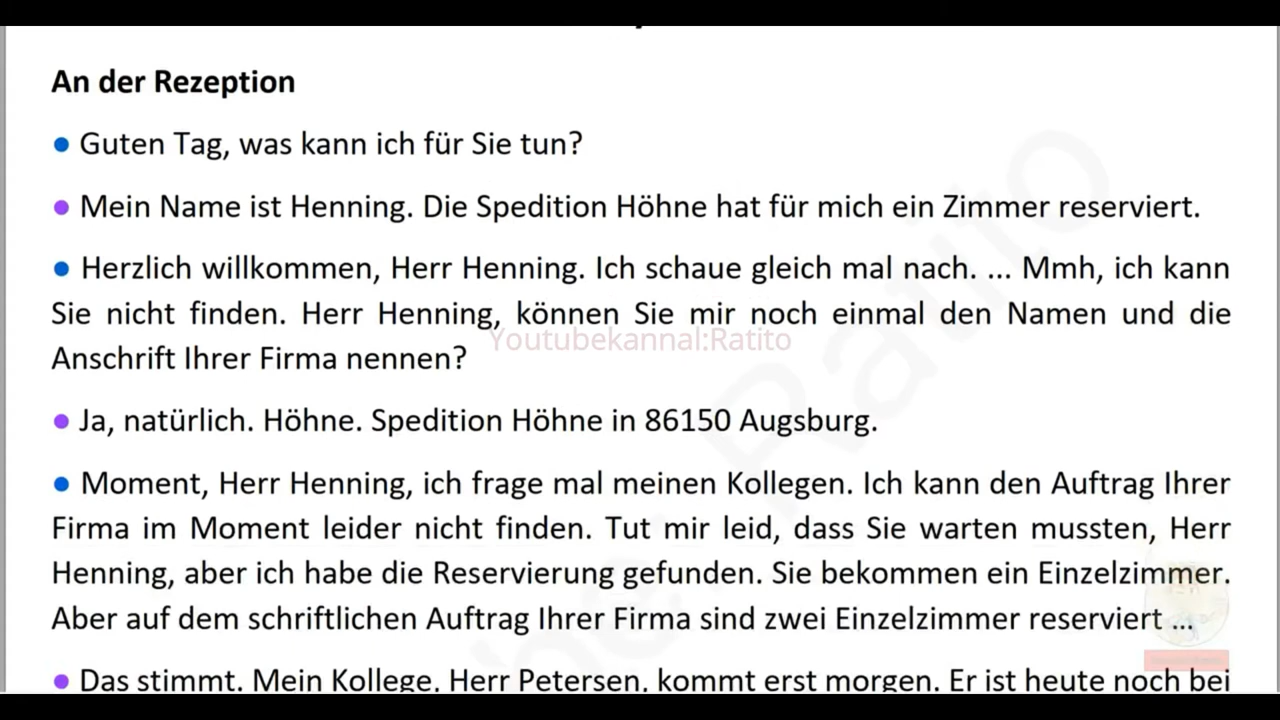 An der Rezeption
● Guten Tag, was kann ich für Sie tun?
● Mein Name ist Henning. Die Spedition Höhne hat für mich ein Zimmer reserviert.
● Herzlich willkommen, Herr Henning. Ich schaue gleich mal nach. ... Mmh, ich kann
Sie nicht finden. Herr Henning, können Sie mir noch einmal den Namen und die
Youtubekannal:Ratito
Anschrift Ihrer Firma nennen?
● Ja, natürlich. Höhne. Spedition Höhne in 86150 Augsburg.
● Moment, Herr Henning, ich frage mal meinen Kollegen. Ich kann den Auftrag Ihrer
Firma im Moment leider nicht finden. Tut mir leid, dass Sie warten mussten, Herr
Henning, aber ich habe die Reservierung gefunden. Sie bekommen ein Einzelzimmer.
Aber auf dem schriftlichen Auftrag Ihrer Firma sind zwei Einzelzimmer reserviert ...
● Das stimmt. Mein Kollege, Herr Petersen, kommt erst morgen. Er ist heute noch bei